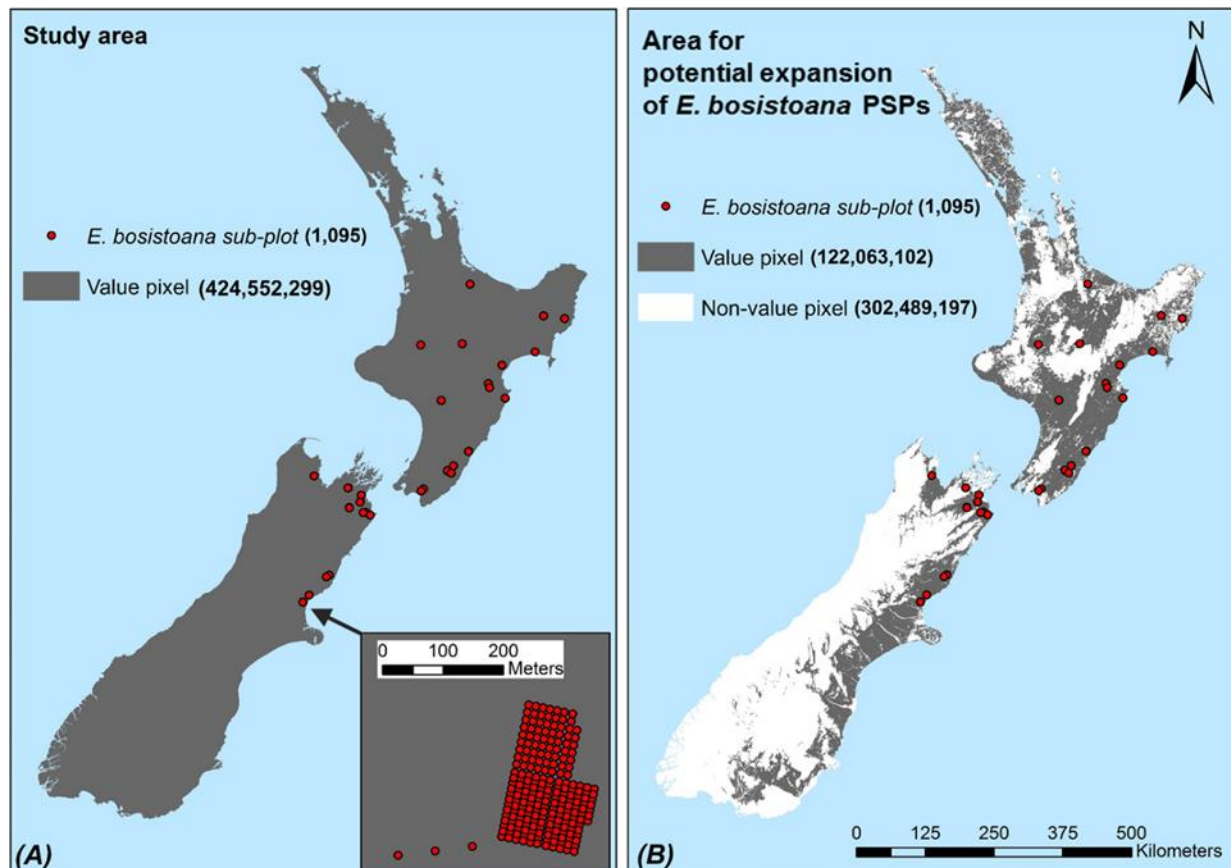 Study area
E. bosistoana sub-plot (1,095)
Value pixel (424,552,299)
0 100 200
Meters
(A)
Area for
potential expansion
of E. bosistoana PSPs
N
E. bosistoana sub-plot (1,095)
Value pixel (122,063,102)
Non-value pixel (302,489,197)
0 125 250 375 500
Kilometers
(B)